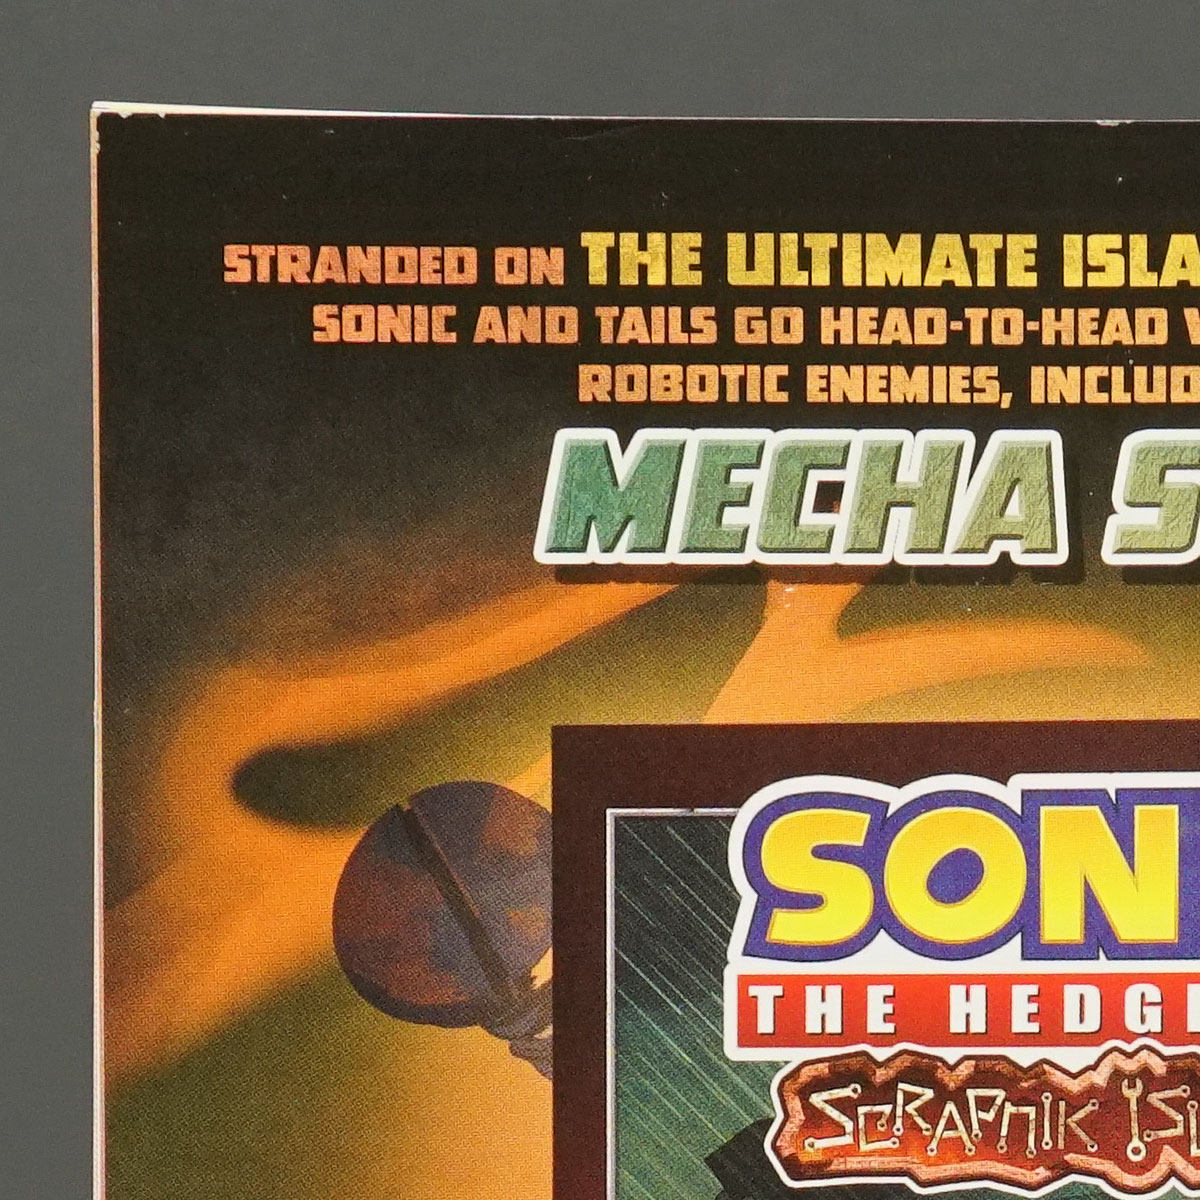 STRANDED ON THE ULTIMATE ISLA
SONIC AND TAILS GO HEAD-TO-HEAD
ROBOTIC ENEMIES, INCLUD
MECHA S
SON
THE HEDG
SCRAPNIK ISL